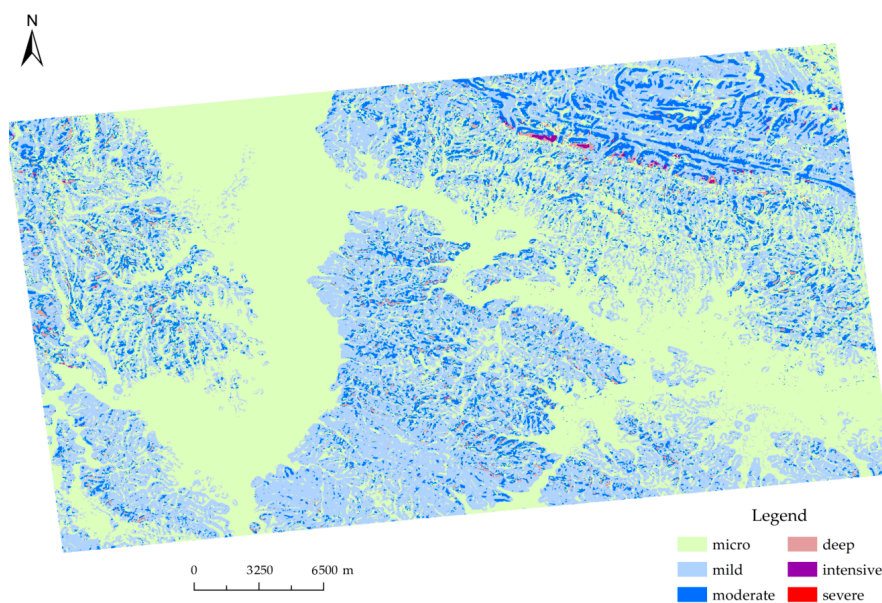 N
0 3250 6500 m
Legend
micro deep
mild intensive
moderate severe